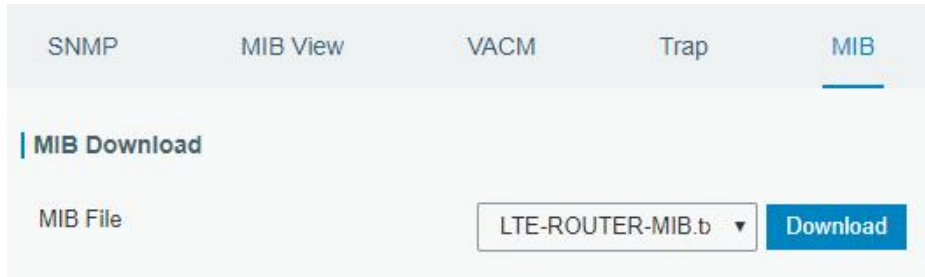 SNMP MIB View VACM Trap MIB
MIB Download
MIB File LTE-ROUTER-MIB.t Download